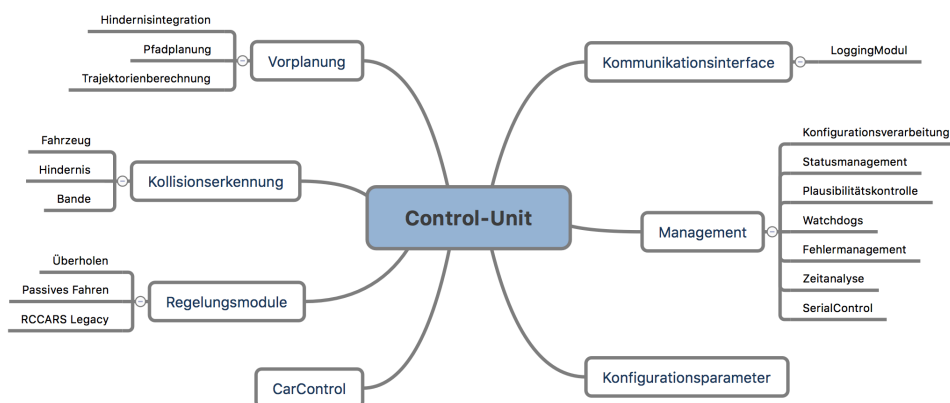 Hindernisintegration
Pfadplanung
Trajektorienberechnung
Vorplanung
Fahrzeug
Hindernis
Bande
Kollisionserkennung
Überholen
Passives Fahren
RCCARS Legacy
Regelungsmodule
CarControl
Control-Unit
Kommunikationsinterface
LoggingModul
Management
Konfigurationsverarbeitung
Statusmanagement
Plausibilitätskontrolle
Watchdogs
Fehlermanagement
Zeitanalyse
SerialControl
Konfigurationsparameter